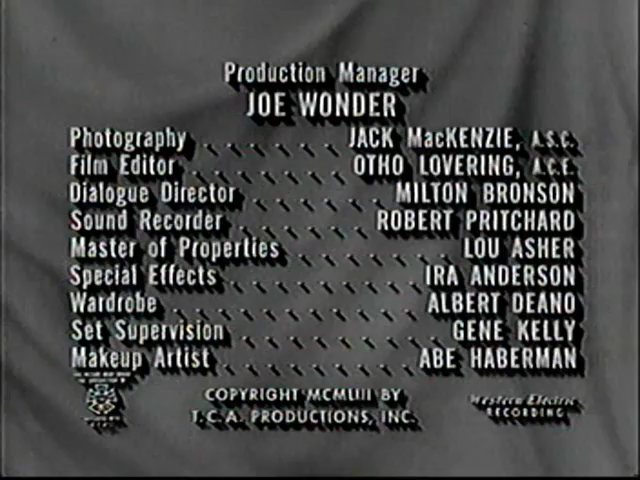 Production Manager
JOE WONDER
Photography . . . . . . . JACK MacKENZIE, A.S.C.
Film Editor . . . . . . . . OTHO LOVERING, A.C.E.
Dialogue Director . . . . . . . MILTON BRONSON
Sound Recorder . . . . . . . ROBERT PRITCHARD
Master of Properties . . . . . . . . LOU ASHER
Special Effects . . . . . . . . . IRA ANDERSON
Wardrobe . . . . . . . . . . . ALBERT DEANO
Set Supervision . . . . . . . . . . GENE KELLY
Makeup Artist . . . . . . . . . ABE HABERMAN
COPYRIGHT MCMLIII BY
T.C.A. PRODUCTIONS, INC.
Western Electric
RECORDING